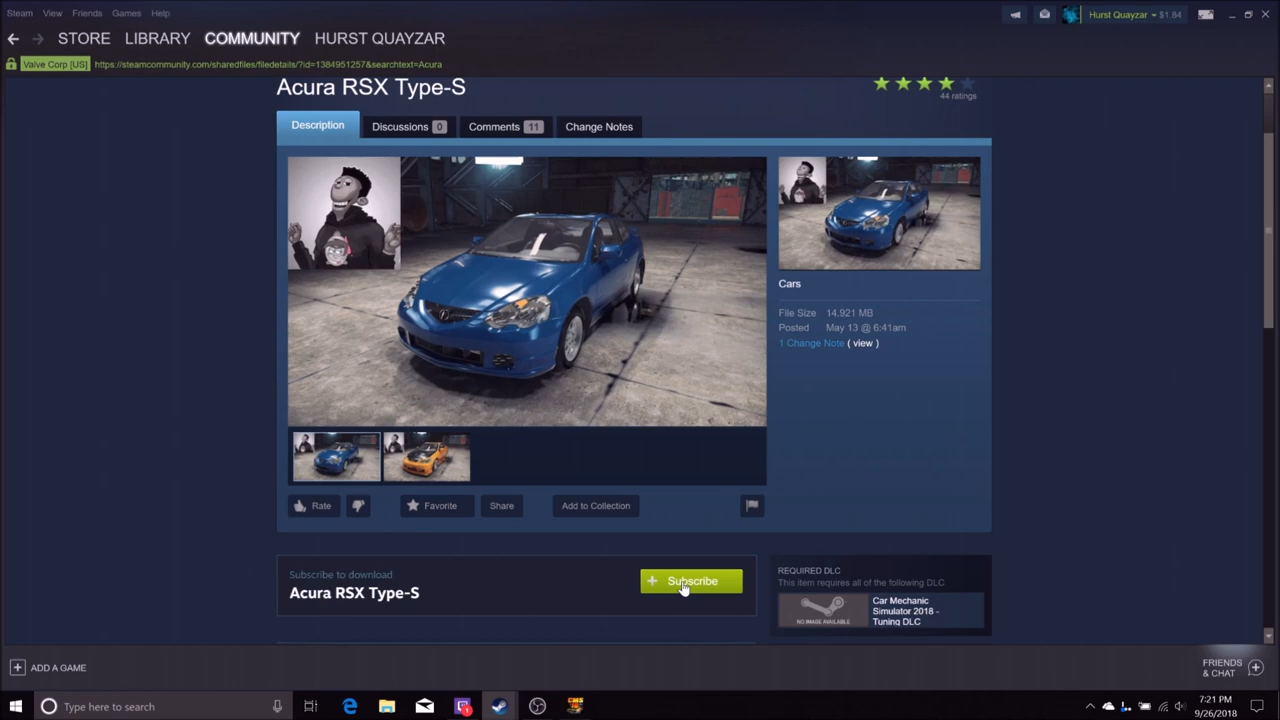 Steam View Friends Games Help
Hurst Quayzar $1.84
STORE LIBRARY COMMUNITY HURST QUAYZAR
Valve Corp [US] https://steamcommunity.com/sharedfiles/filedetails/?id=1384951257&searchtext=Acura
Acura RSX Type-S
44 ratings
Description Discussions 0 Comments 11 Change Notes
Cars
File Size 14.921 MB
Posted May 13 @ 6:41am
1 Change Note ( view )
Rate Favorite Share Add to Collection
Subscribe to download
Acura RSX Type-S
+ Subscribe
REQUIRED DLC
This item requires all of the following DLC
NO IMAGE AVAILABLE
Car Mechanic
Simulator 2018 -
Tuning DLC
+ ADD A GAME
FRIENDS
& CHAT +
Type here to search
1
CMS
18
7:21 PM
9/26/2018